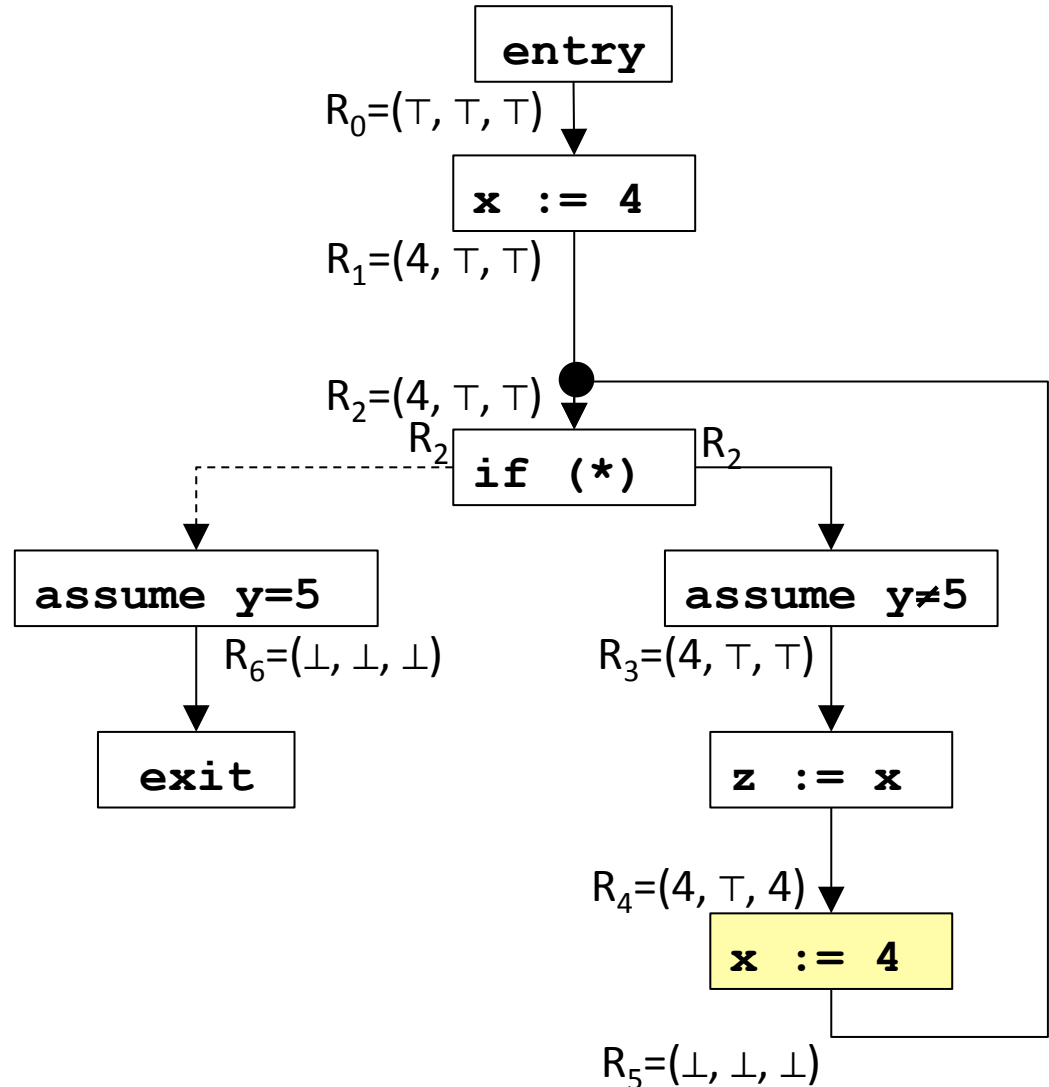 entry
R₀=(⊤, ⊤, ⊤)
x := 4
R₁=(4, ⊤, ⊤)
R₂=(4, ⊤, ⊤)
R₂
if (*)
R₂
assume y=5
assume y≠5
R₆=(⊥, ⊥, ⊥)
R₃=(4, ⊤, ⊤)
exit
z := x
R₄=(4, ⊤, 4)
x := 4
R₅=(⊥, ⊥, ⊥)